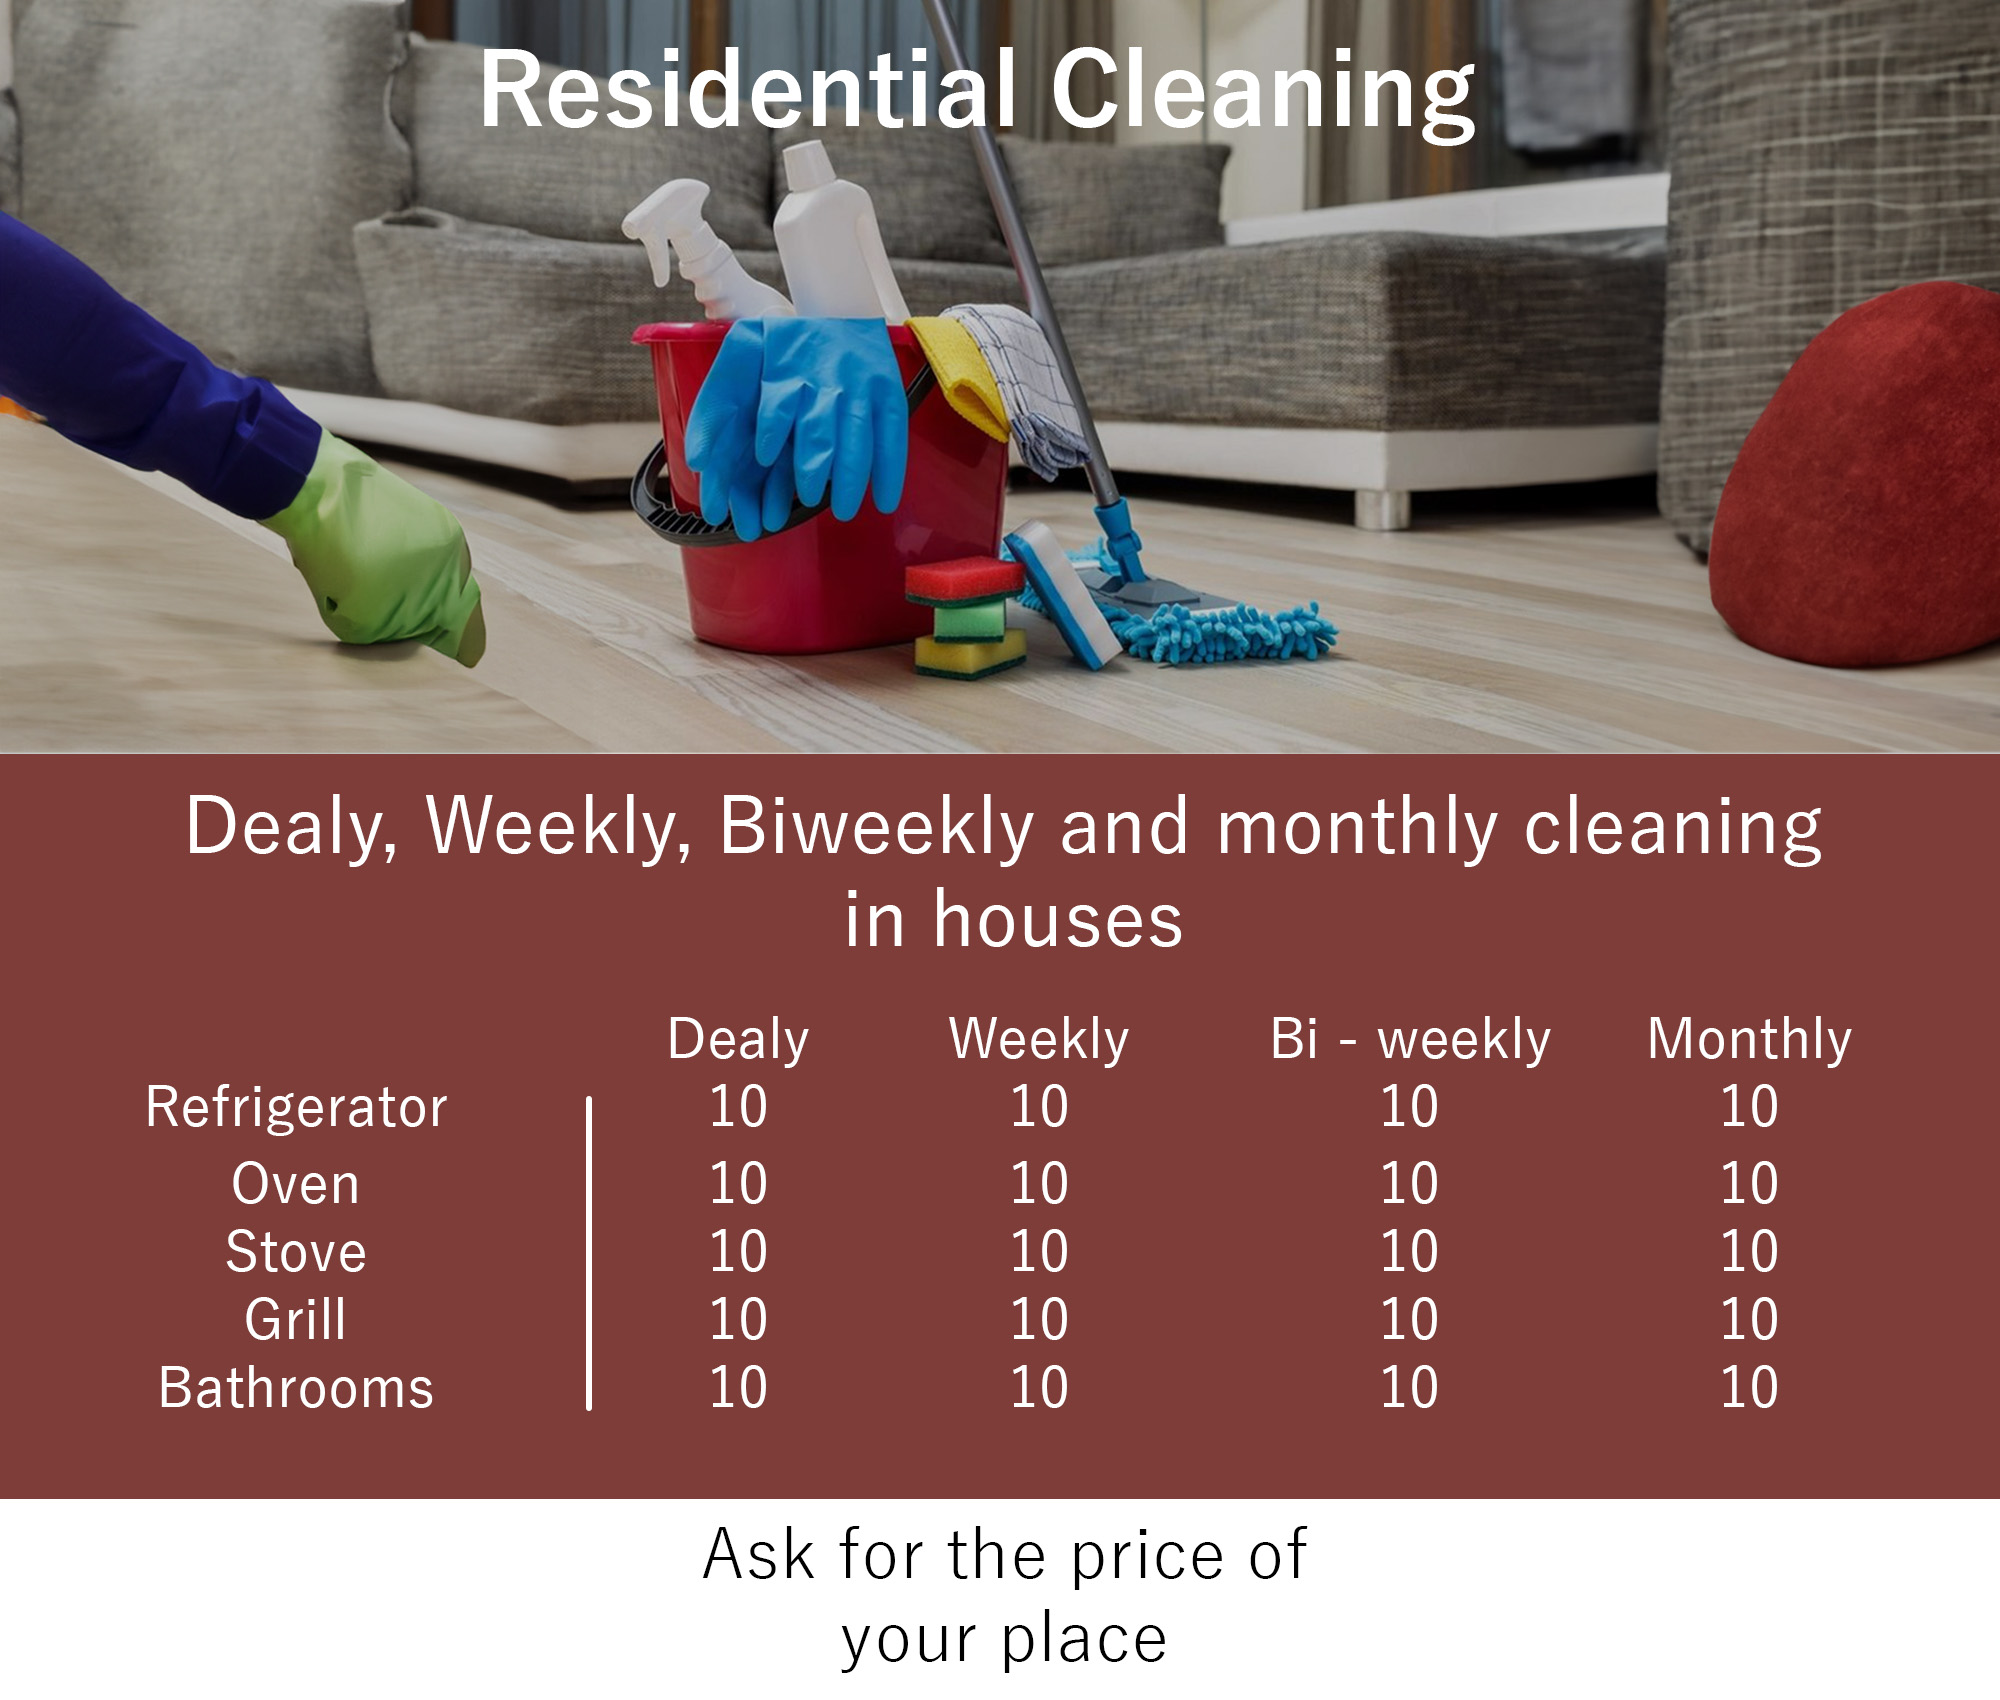 Residential Cleaning
Dealy, Weekly, Biweekly and monthly cleaning
in houses
Dealy Weekly Bi - weekly Monthly
Refrigerator 10 10 10 10
Oven 10 10 10 10
Stove 10 10 10 10
Grill 10 10 10 10
Bathrooms 10 10 10 10
Ask for the price of
your place